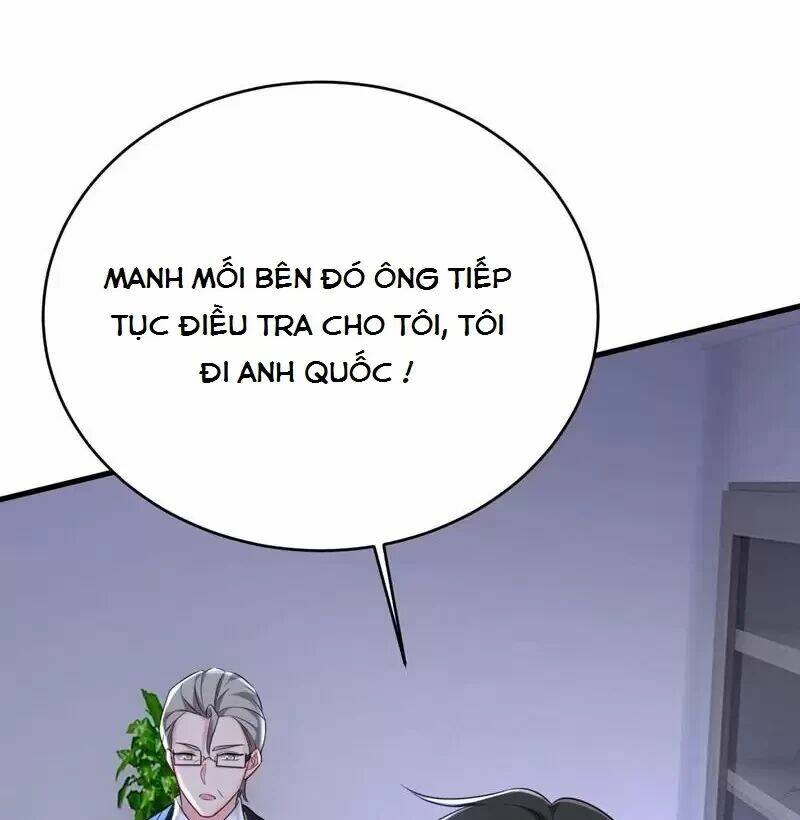 MANH MỐI BÊN ĐÓ ÔNG TIẾP
TỤC ĐIỀU TRA CHO TÔI, TÔI
ĐI ANH QUỐC !